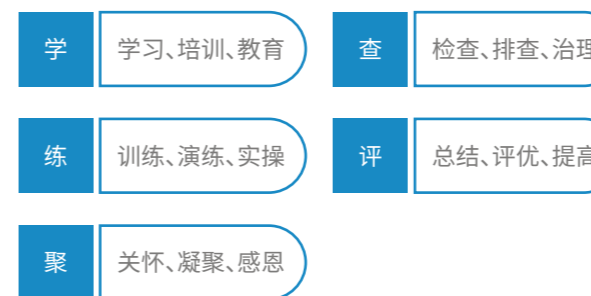 学 学习、培训、教育 查 检查、排查、治理
练 训练、演练、实操 评 总结、评优、提高
聚 关怀、凝聚、感恩